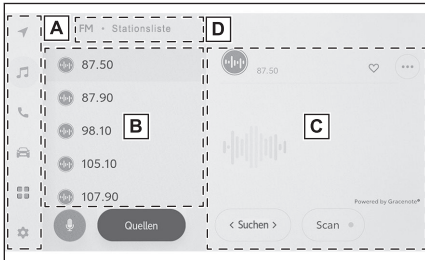 A
FM • Stationsliste
D
87.50
87.50
87.90
98.10
B
C
105.10
107.90
Powered by Gracenote®
Quellen
< Suchen >
Scan